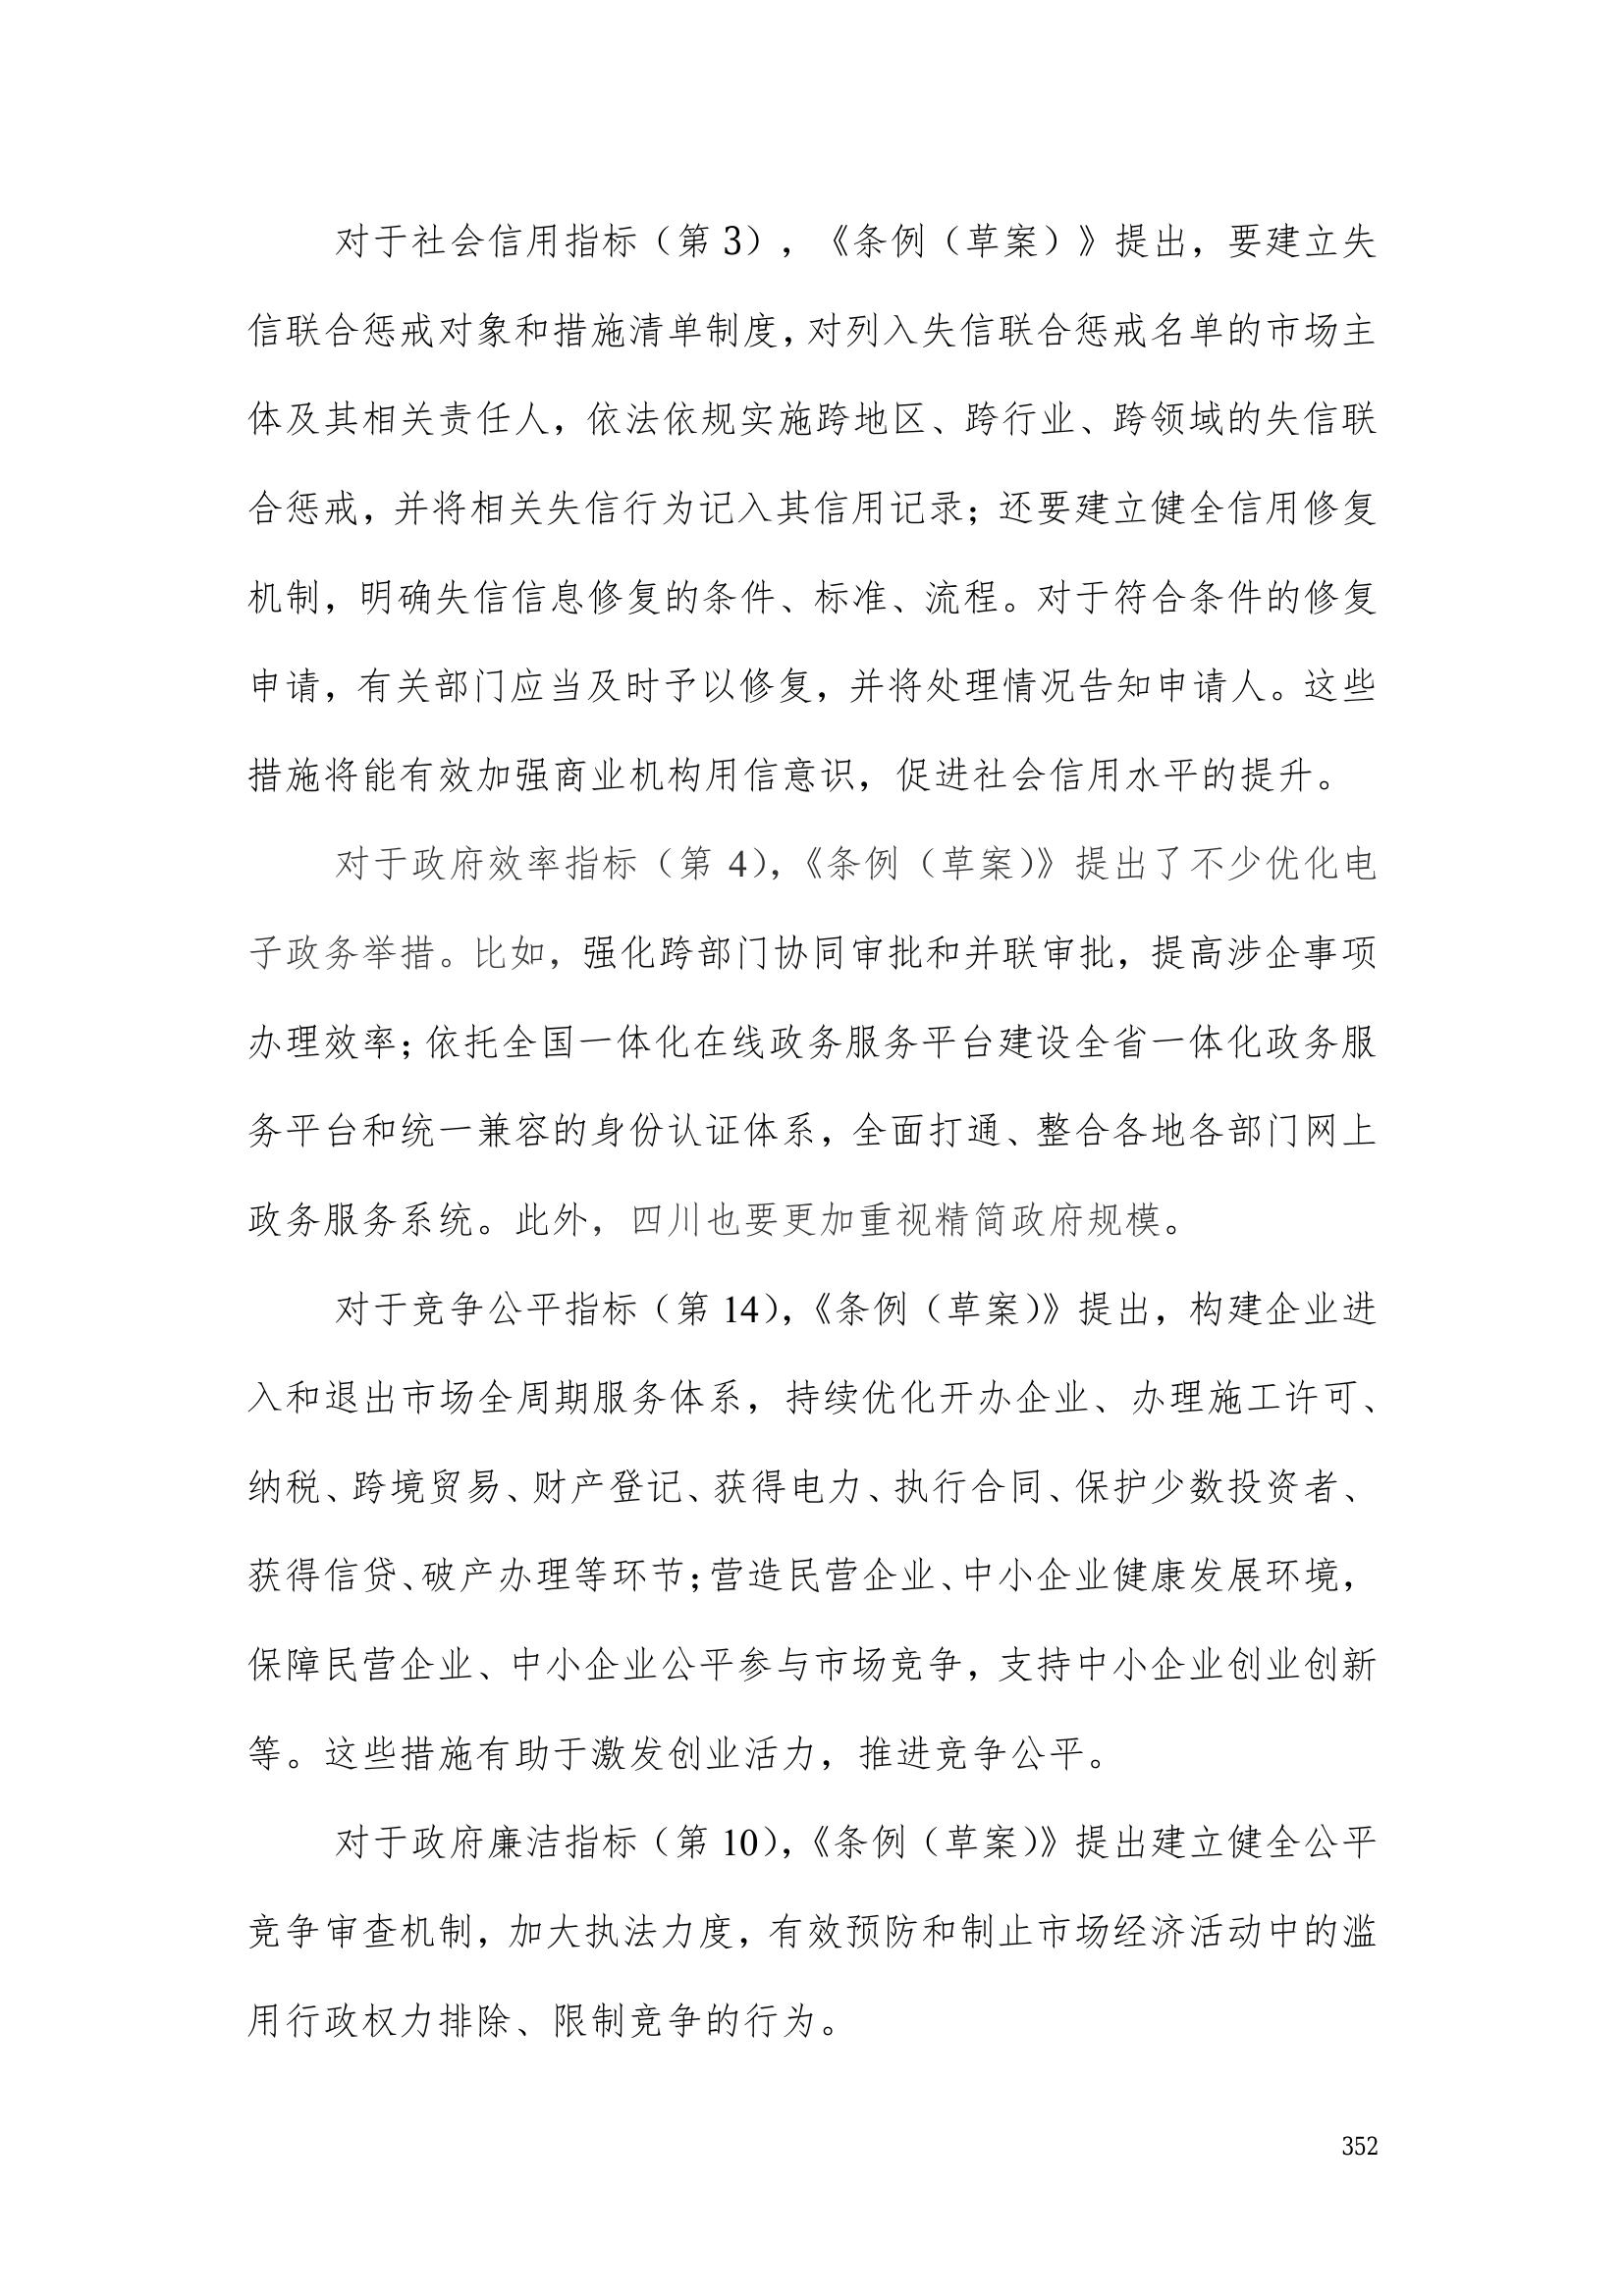 对于社会信用指标（第 3），《条例（草案）》提出，要建立失
信联合惩戒对象和措施清单制度，对列入失信联合惩戒名单的市场主
体及其相关责任人，依法依规实施跨地区、跨行业、跨领域的失信联
合惩戒，并将相关失信行为记入其信用记录；还要建立健全信用修复
机制，明确失信信息修复的条件、标准、流程。对于符合条件的修复
申请，有关部门应当及时予以修复，并将处理情况告知申请人。这些
措施将能有效加强商业机构用信意识，促进社会信用水平的提升。
对于政府效率指标（第 4），《条例（草案）》提出了不少优化电
子政务举措。比如，强化跨部门协同审批和并联审批，提高涉企事项
办理效率；依托全国一体化在线政务服务平台建设全省一体化政务服
务平台和统一兼容的身份认证体系，全面打通、整合各地各部门网上
政务服务系统。此外，四川也要更加重视精简政府规模。
对于竞争公平指标（第 14），《条例（草案）》提出，构建企业进
入和退出市场全周期服务体系，持续优化开办企业、办理施工许可、
纳税、跨境贸易、财产登记、获得电力、执行合同、保护少数投资者、
获得信贷、破产办理等环节；营造民营企业、中小企业健康发展环境，
保障民营企业、中小企业公平参与市场竞争，支持中小企业创业创新
等。这些措施有助于激发创业活力，推进竞争公平。
对于政府廉洁指标（第 10），《条例（草案）》提出建立健全公平
竞争审查机制，加大执法力度，有效预防和制止市场经济活动中的滥
用行政权力排除、限制竞争的行为。
352